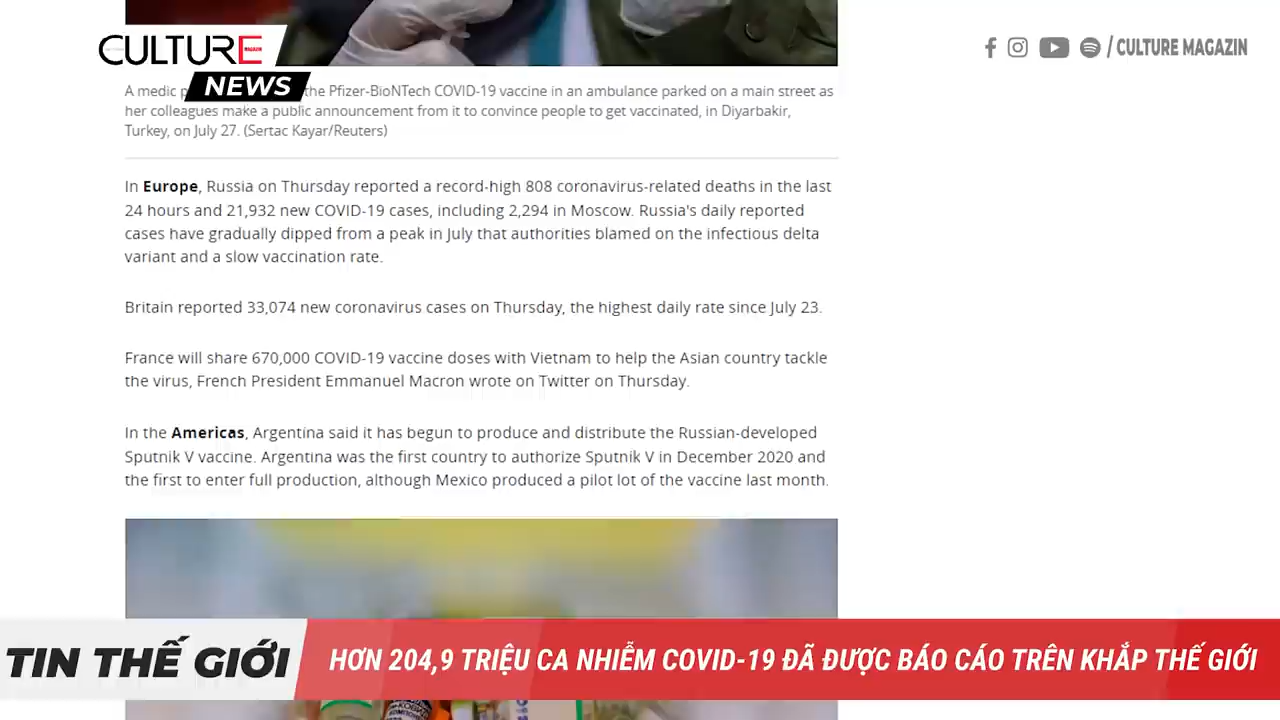 CULTURE
NEWS
/ CULTURE MAGAZIN
A medic p the Pfizer-BioNTech COVID-19 vaccine in an ambulance parked on a main street as
her colleagues make a public announcement from it to convince people to get vaccinated, in Diyarbakir,
Turkey, on July 27. (Sertac Kayar/Reuters)
In Europe, Russia on Thursday reported a record-high 808 coronavirus-related deaths in the last
24 hours and 21,932 new COVID-19 cases, including 2,294 in Moscow. Russia's daily reported
cases have gradually dipped from a peak in July that authorities blamed on the infectious delta
variant and a slow vaccination rate.
Britain reported 33,074 new coronavirus cases on Thursday, the highest daily rate since July 23.
France will share 670,000 COVID-19 vaccine doses with Vietnam to help the Asian country tackle
the virus, French President Emmanuel Macron wrote on Twitter on Thursday.
In the Americas, Argentina said it has begun to produce and distribute the Russian-developed
Sputnik V vaccine. Argentina was the first country to authorize Sputnik V in December 2020 and
the first to enter full production, although Mexico produced a pilot lot of the vaccine last month.
TIN THẾ GIỚI
HƠN 204,9 TRIỆU CA NHIỄM COVID-19 ĐÃ ĐƯỢC BÁO CÁO TRÊN KHẮP THẾ GIỚI